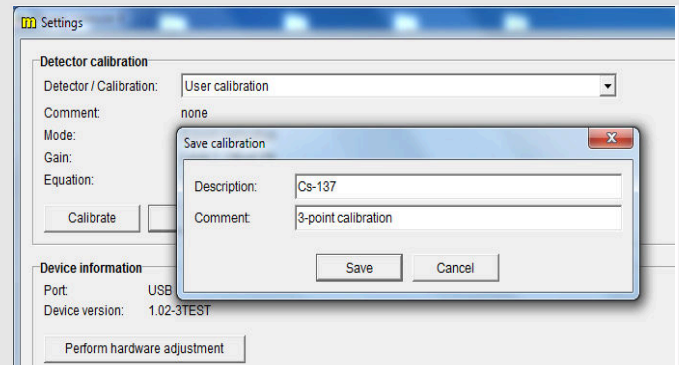 m Settings
Detector calibration
Detector / Calibration: User calibration
Comment: none
Mode:
Gain:
Equation:
Calibrate
Save calibration
Description: Cs-137
Comment: 3-point calibration
Save Cancel
Device information
Port: USB
Device version: 1.02-3TEST
Perform hardware adjustment